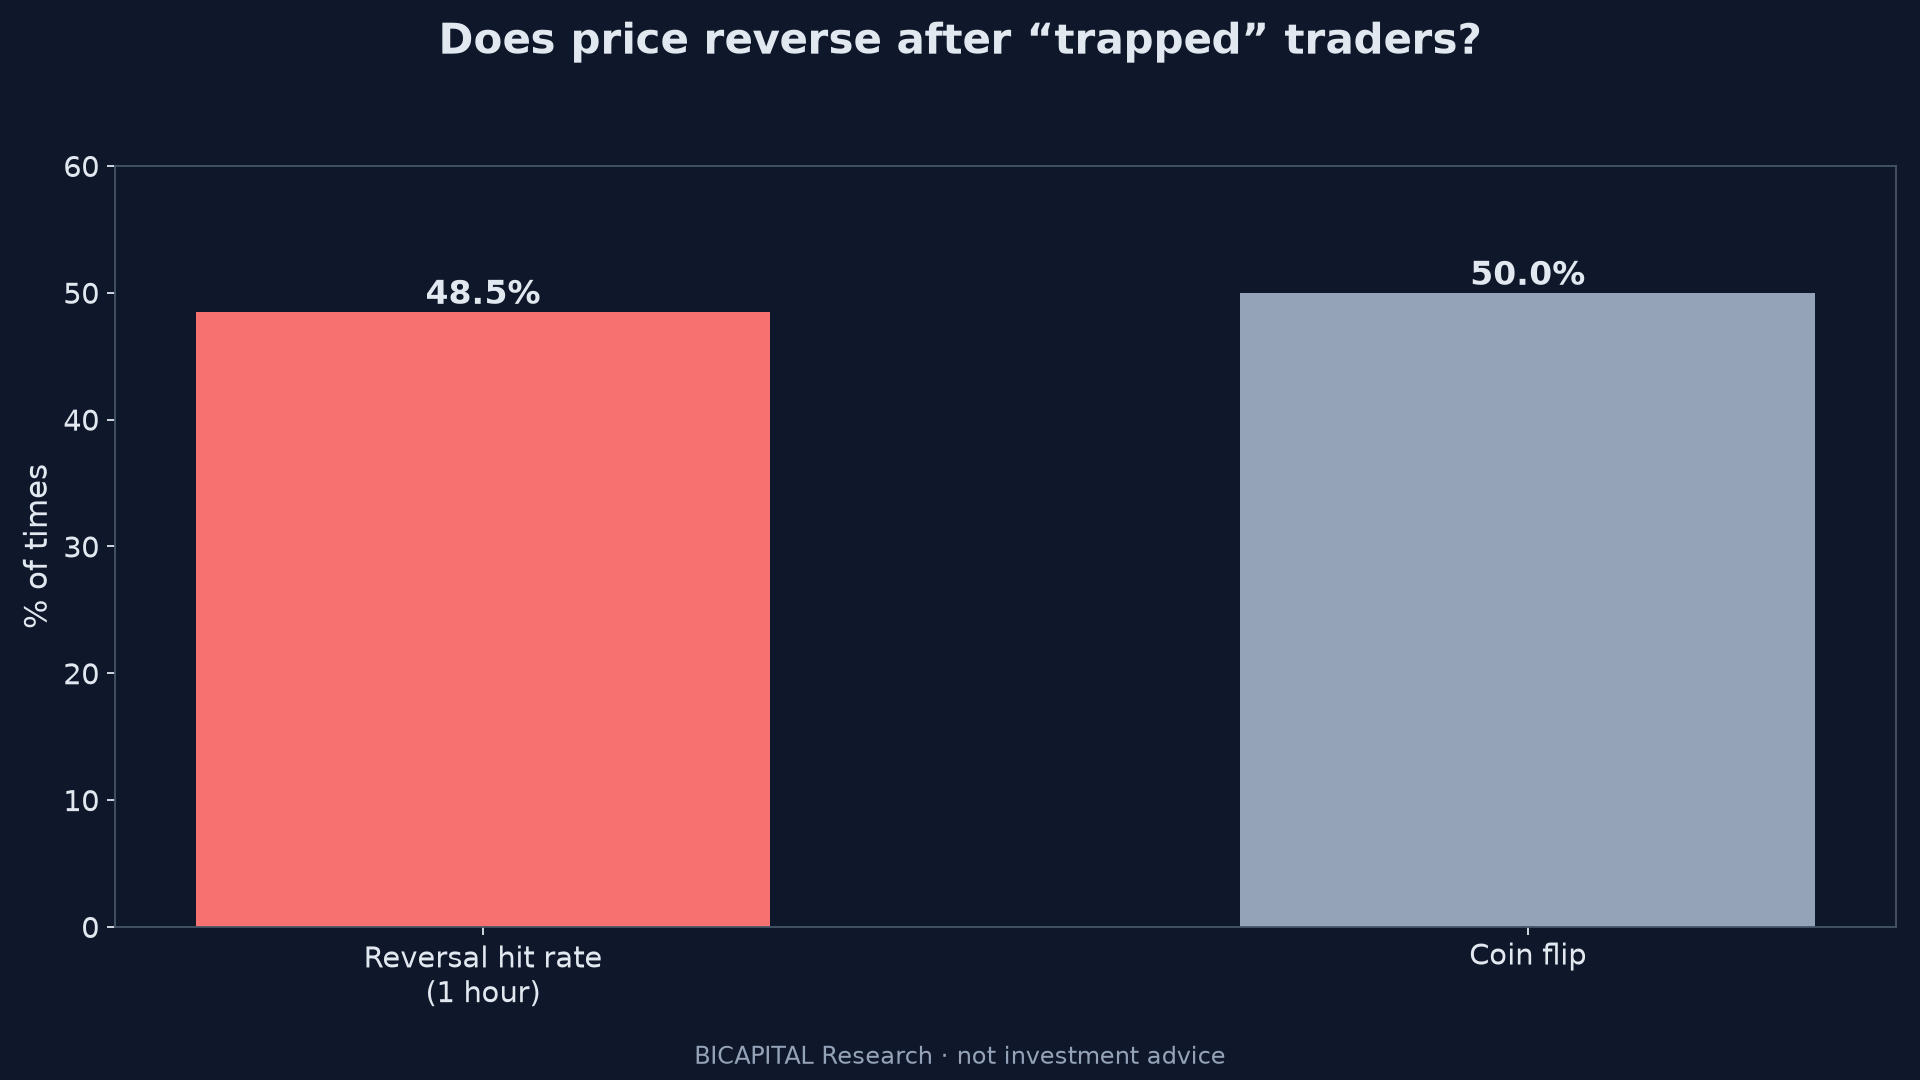 Does price reverse after “trapped” traders?
60
50
40
30
20
10
0
% of times
48.5%
50.0%
Reversal hit rate
(1 hour)
Coin flip
BICAPITAL Research · not investment advice